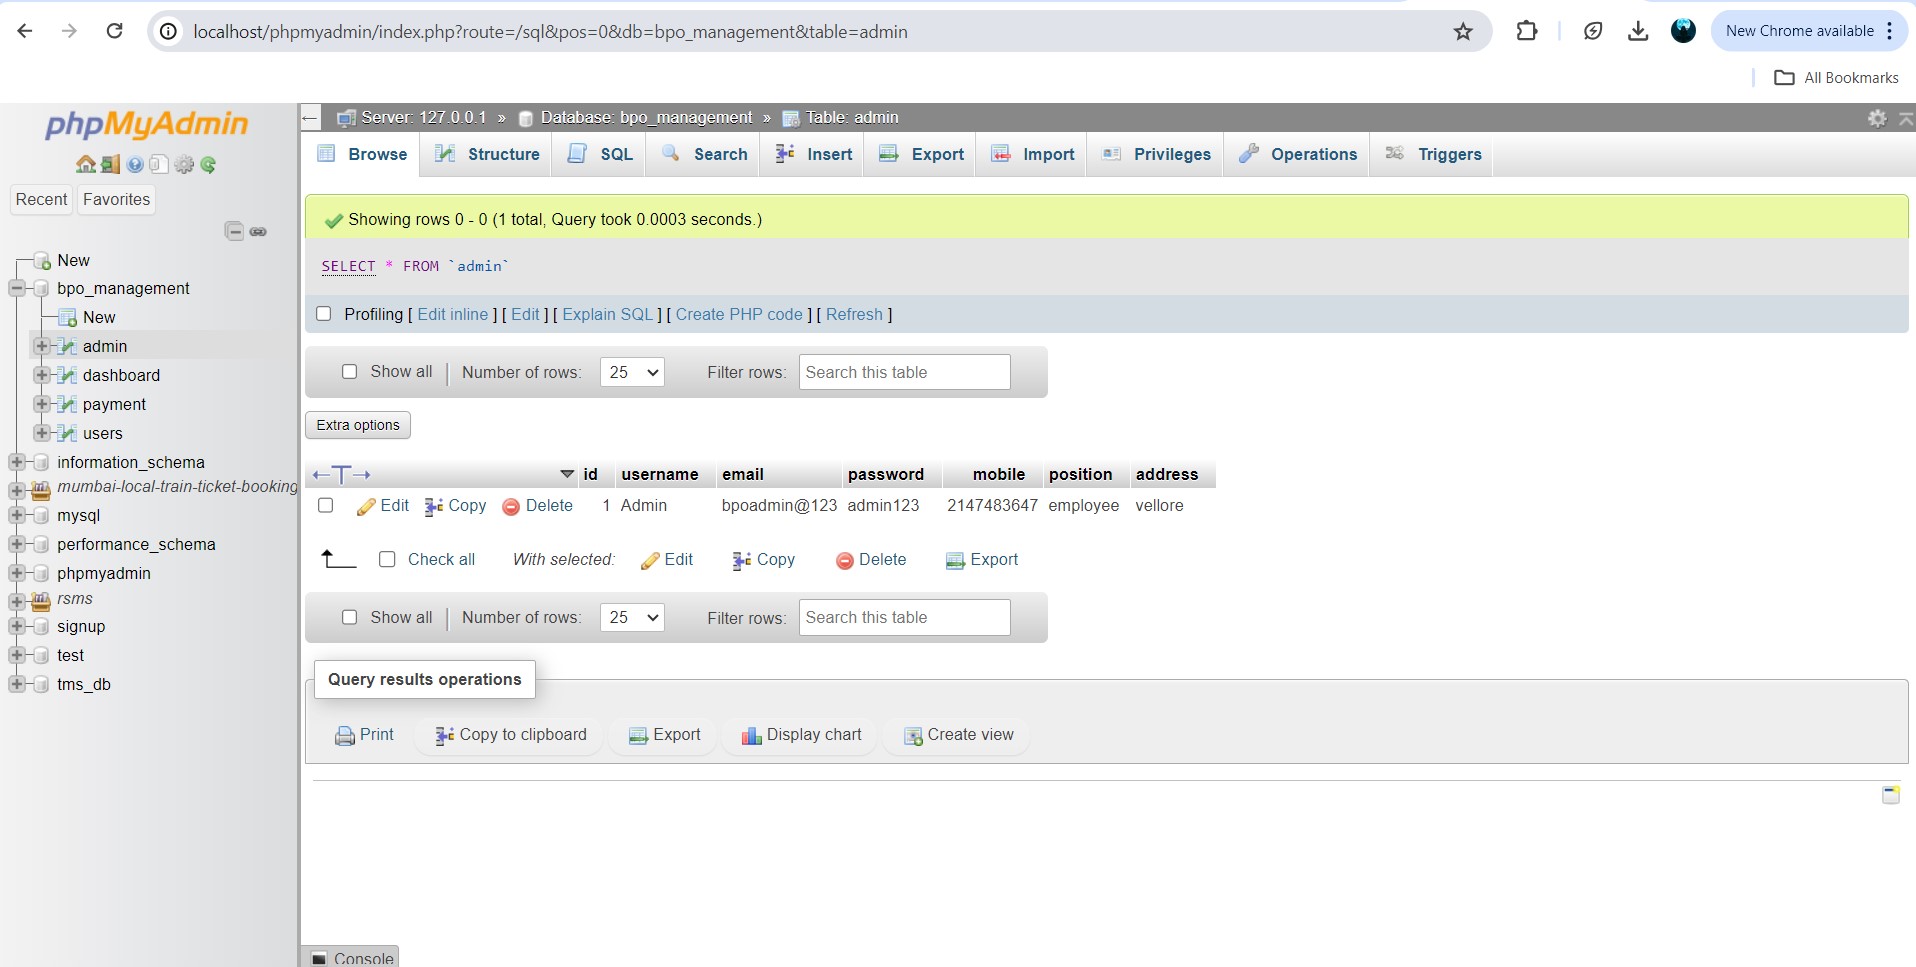 localhost/phpmyadmin/index.php?route=/sql&pos=0&db=bpo_management&table=admin
New Chrome available
All Bookmarks
phpMyAdmin
Recent Favorites
New
bpo_management
New
admin
dashboard
payment
users
information_schema
mumbai-local-train-ticket-booking
mysql
performance_schema
phpmyadmin
rsms
signup
test
tms_db
Server: 127.0.0.1 » Database: bpo_management » Table: admin
Browse Structure SQL Search Insert Export Import Privileges Operations Triggers
Showing rows 0 - 0 (1 total, Query took 0.0003 seconds.)
SELECT * FROM `admin`
Profiling [ Edit inline ] [ Edit ] [ Explain SQL ] [ Create PHP code ] [ Refresh ]
Show all Number of rows: 25 Filter rows: Search this table
Extra options
id username email password mobile position address
Edit Copy Delete 1 Admin bpoadmin@123 admin123 2147483647 employee vellore
Check all With selected: Edit Copy Delete Export
Show all Number of rows: 25 Filter rows: Search this table
Query results operations
Print Copy to clipboard Export Display chart Create view
Console